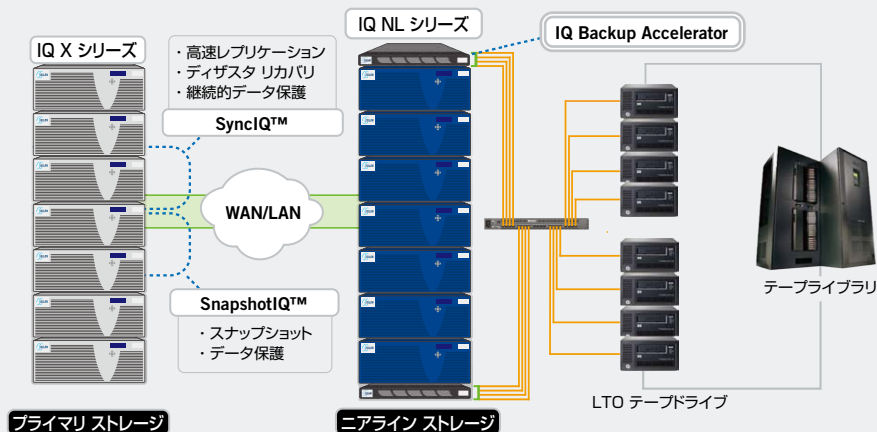 IQ X シリーズ
・高速レプリケーション
・ディザスタ リカバリ
・継続的データ保護
SyncIQ™
IQ NL シリーズ
IQ Backup Accelerator
WAN/LAN
SnapshotIQ™
・スナップショット
・データ保護
テープライブラリ
LTO テープドライブ
プライマリ ストレージ
ニアライン ストレージ